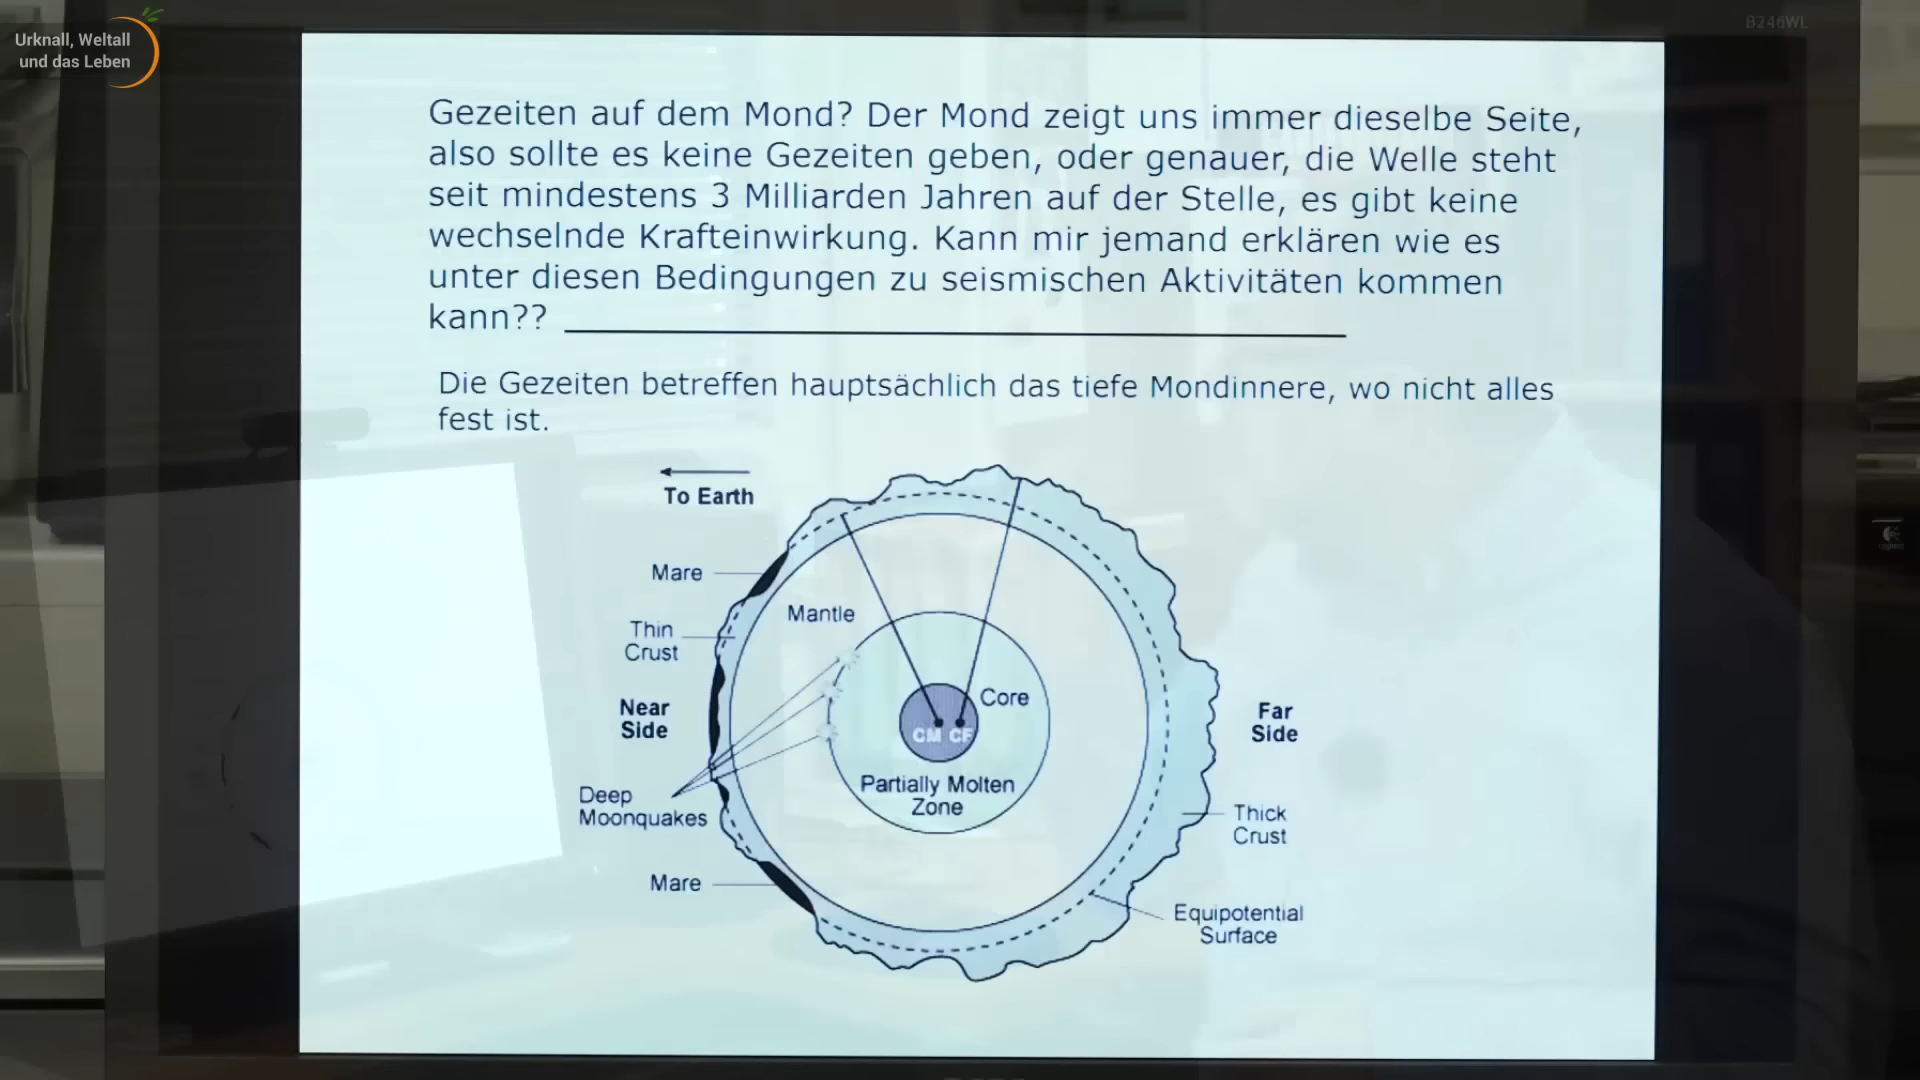 Urknall, Weltall
und das Leben
B246WL
Gezeiten auf dem Mond? Der Mond zeigt uns immer dieselbe Seite,
also sollte es keine Gezeiten geben, oder genauer, die Welle steht
seit mindestens 3 Milliarden Jahren auf der Stelle, es gibt keine
wechselnde Krafteinwirkung. Kann mir jemand erklären wie es
unter diesen Bedingungen zu seismischen Aktivitäten kommen
kann??
Die Gezeiten betreffen hauptsächlich das tiefe Mondinnere, wo nicht alles
fest ist.
To Earth
Mare
Mantle
Thin
Crust
Near
Side
Core
CM CF
Far
Side
Partially Molten
Zone
Deep
Moonquakes
Thick
Crust
Mare
Equipotential
Surface